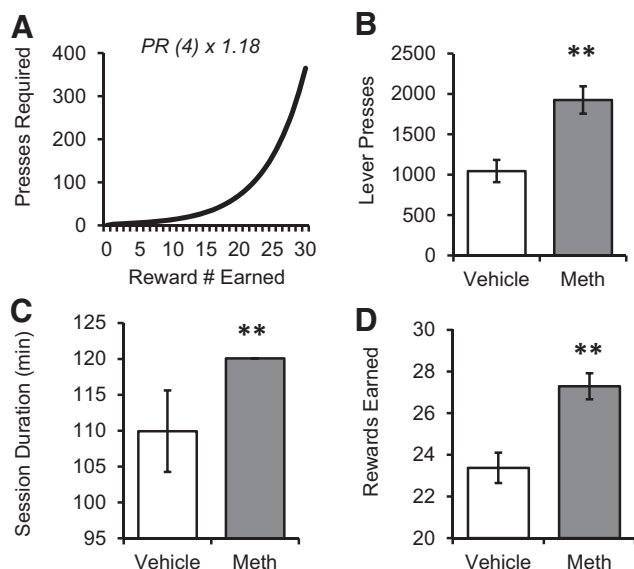 A
PR (4) x 1.18
Presses Required
400
300
200
100
0
0 5 10 15 20 25 30
Reward # Earned
B
**
Lever Presses
2500
2000
1500
1000
500
0
Vehicle Meth
C
**
Session Duration (min)
125
120
115
110
105
100
95
Vehicle Meth
D
**
Rewards Earned
28
26
24
22
20
Vehicle Meth